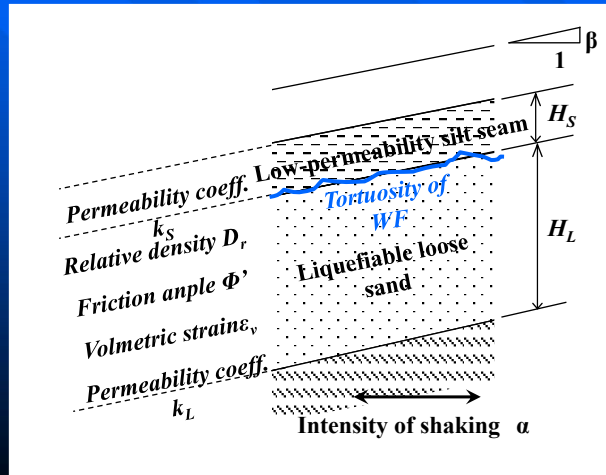 β
1
H_S
Low-permeability silt seam
Permeability coeff.
k_S
Tortuosity of
WF
H_L
Relative density D_r
Liquefiable loose
sand
Friction anple Φ’
Volmetric strainε_v
Permeability coeff.
k_L
Intensity of shaking α